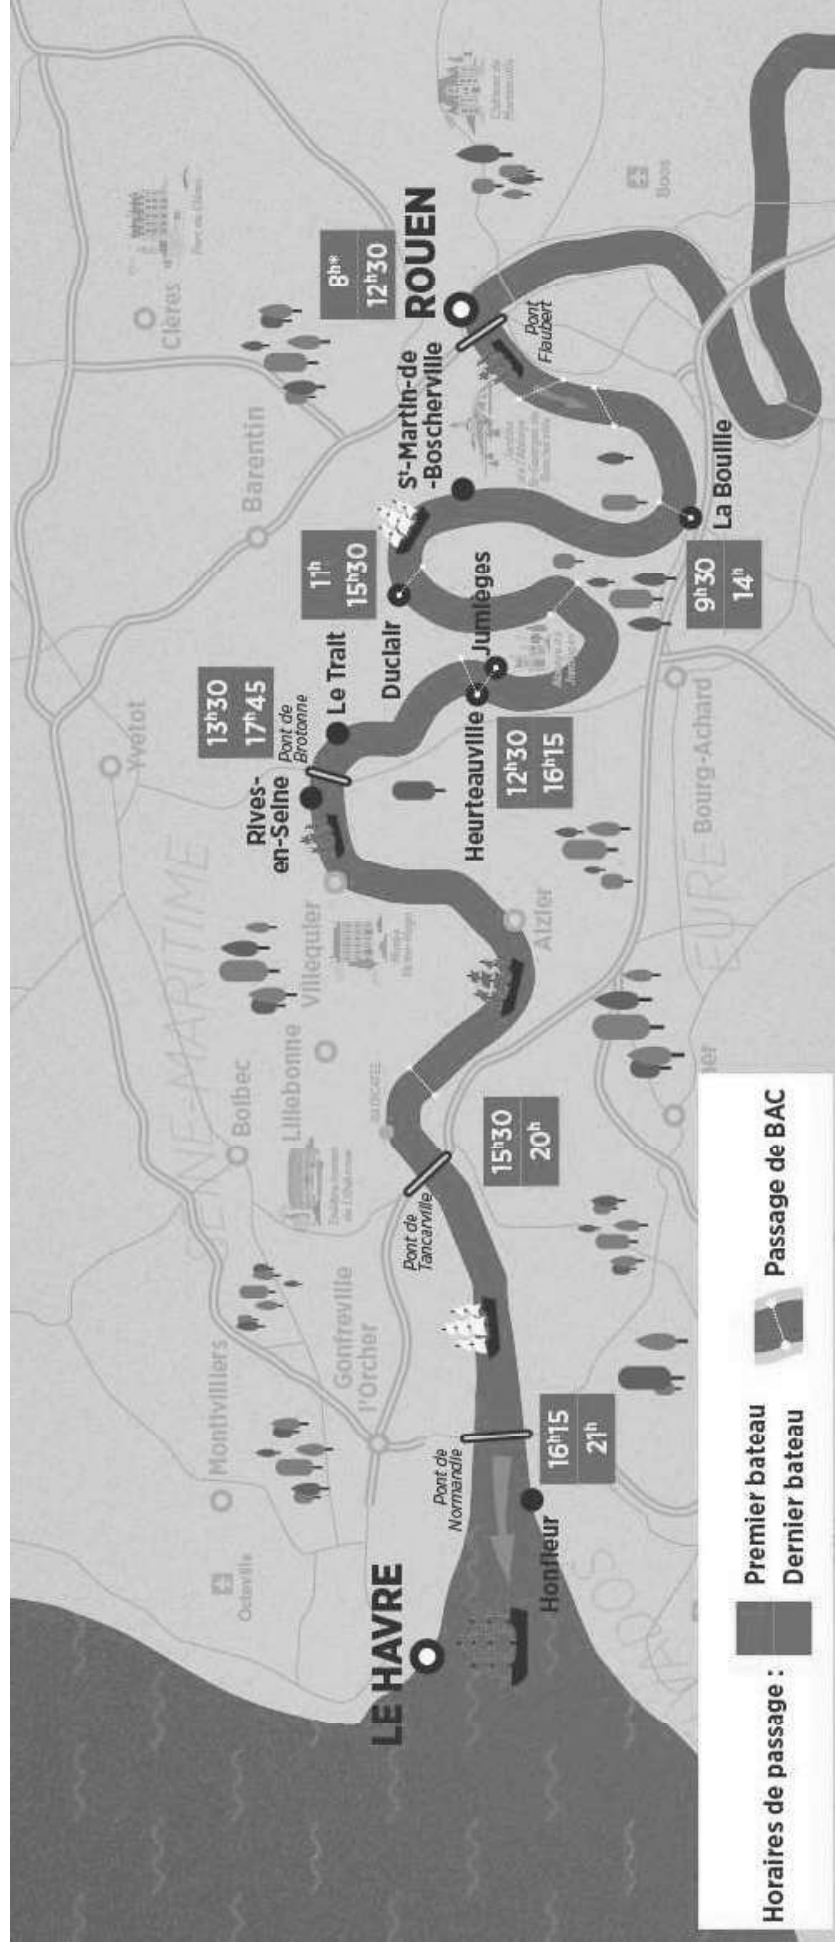 LE HAVRE
Octeville
Montivilliers
Gonfreville
l'Orcher
Pont de
Normandie
Honfleur
16h15
21h
Pont de
Tancarville
15h30
20h
Bolbec
Lillebonne
SEINE-MARITIME
Villequier
Aizier
Yvetot
Rives-
en-Seine
Pont de
Brotonne
13h30
17h45
Le Trait
Heurteauville
12h30
16h15
Jumièges
Duclair
11h
15h30
Barentin
St-Martin-de
-Boscherville
La Bouille
9h30
14h
Bourg-Achard
EURE
Clères
8h*
12h30
ROUEN
Pont
Flaubert
Boos
Horaires de passage :
Premier bateau
Dernier bateau
Passage de BAC